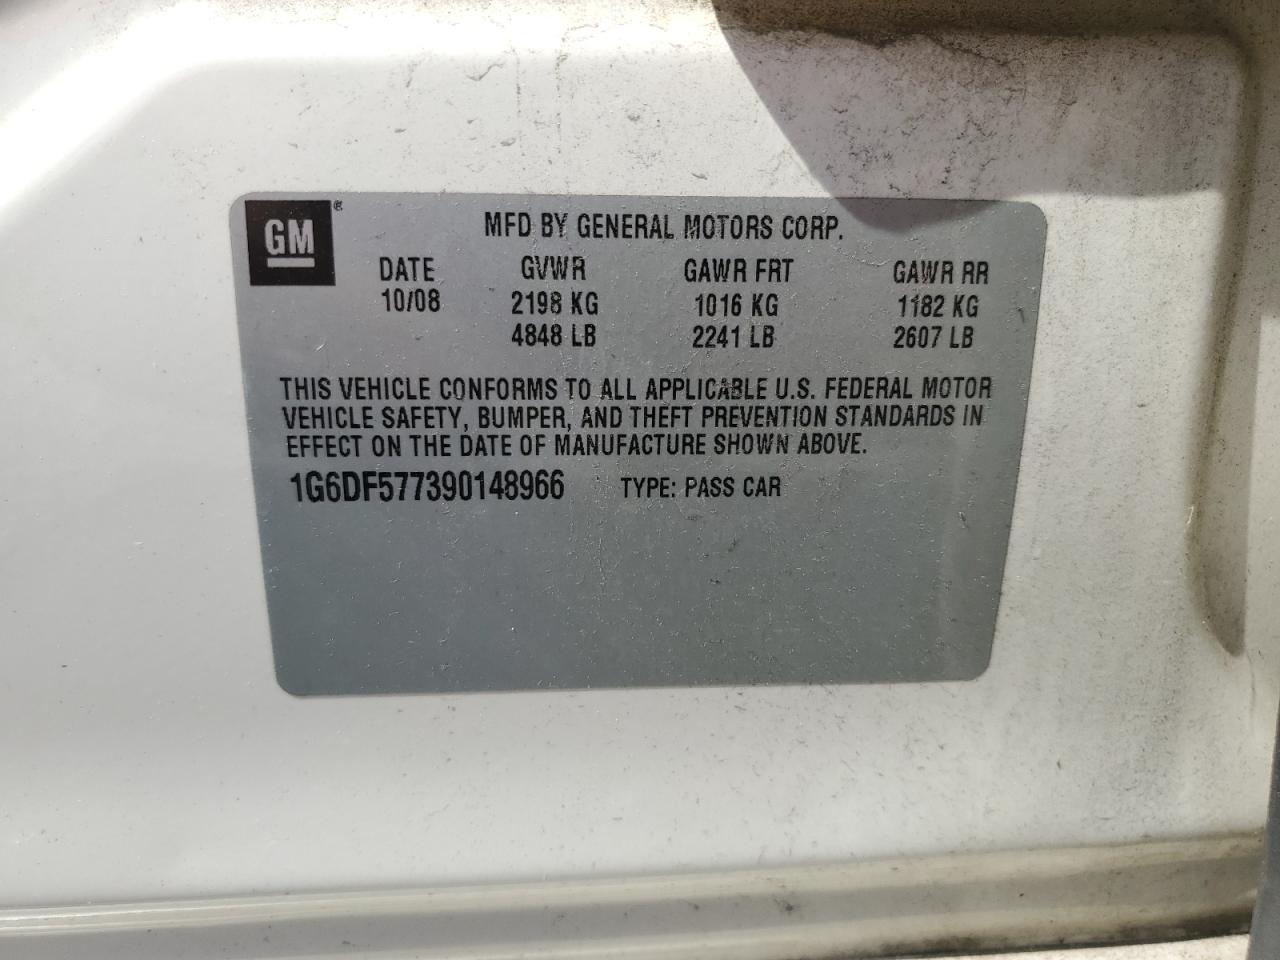 GM®
MFD BY GENERAL MOTORS CORP.
DATE GVWR GAWR FRT GAWR RR
10/08 2198 KG 1016 KG 1182 KG
4848 LB 2241 LB 2607 LB
THIS VEHICLE CONFORMS TO ALL APPLICABLE U.S. FEDERAL MOTOR
VEHICLE SAFETY, BUMPER, AND THEFT PREVENTION STANDARDS IN
EFFECT ON THE DATE OF MANUFACTURE SHOWN ABOVE.
1G6DF577390148966 TYPE: PASS CAR